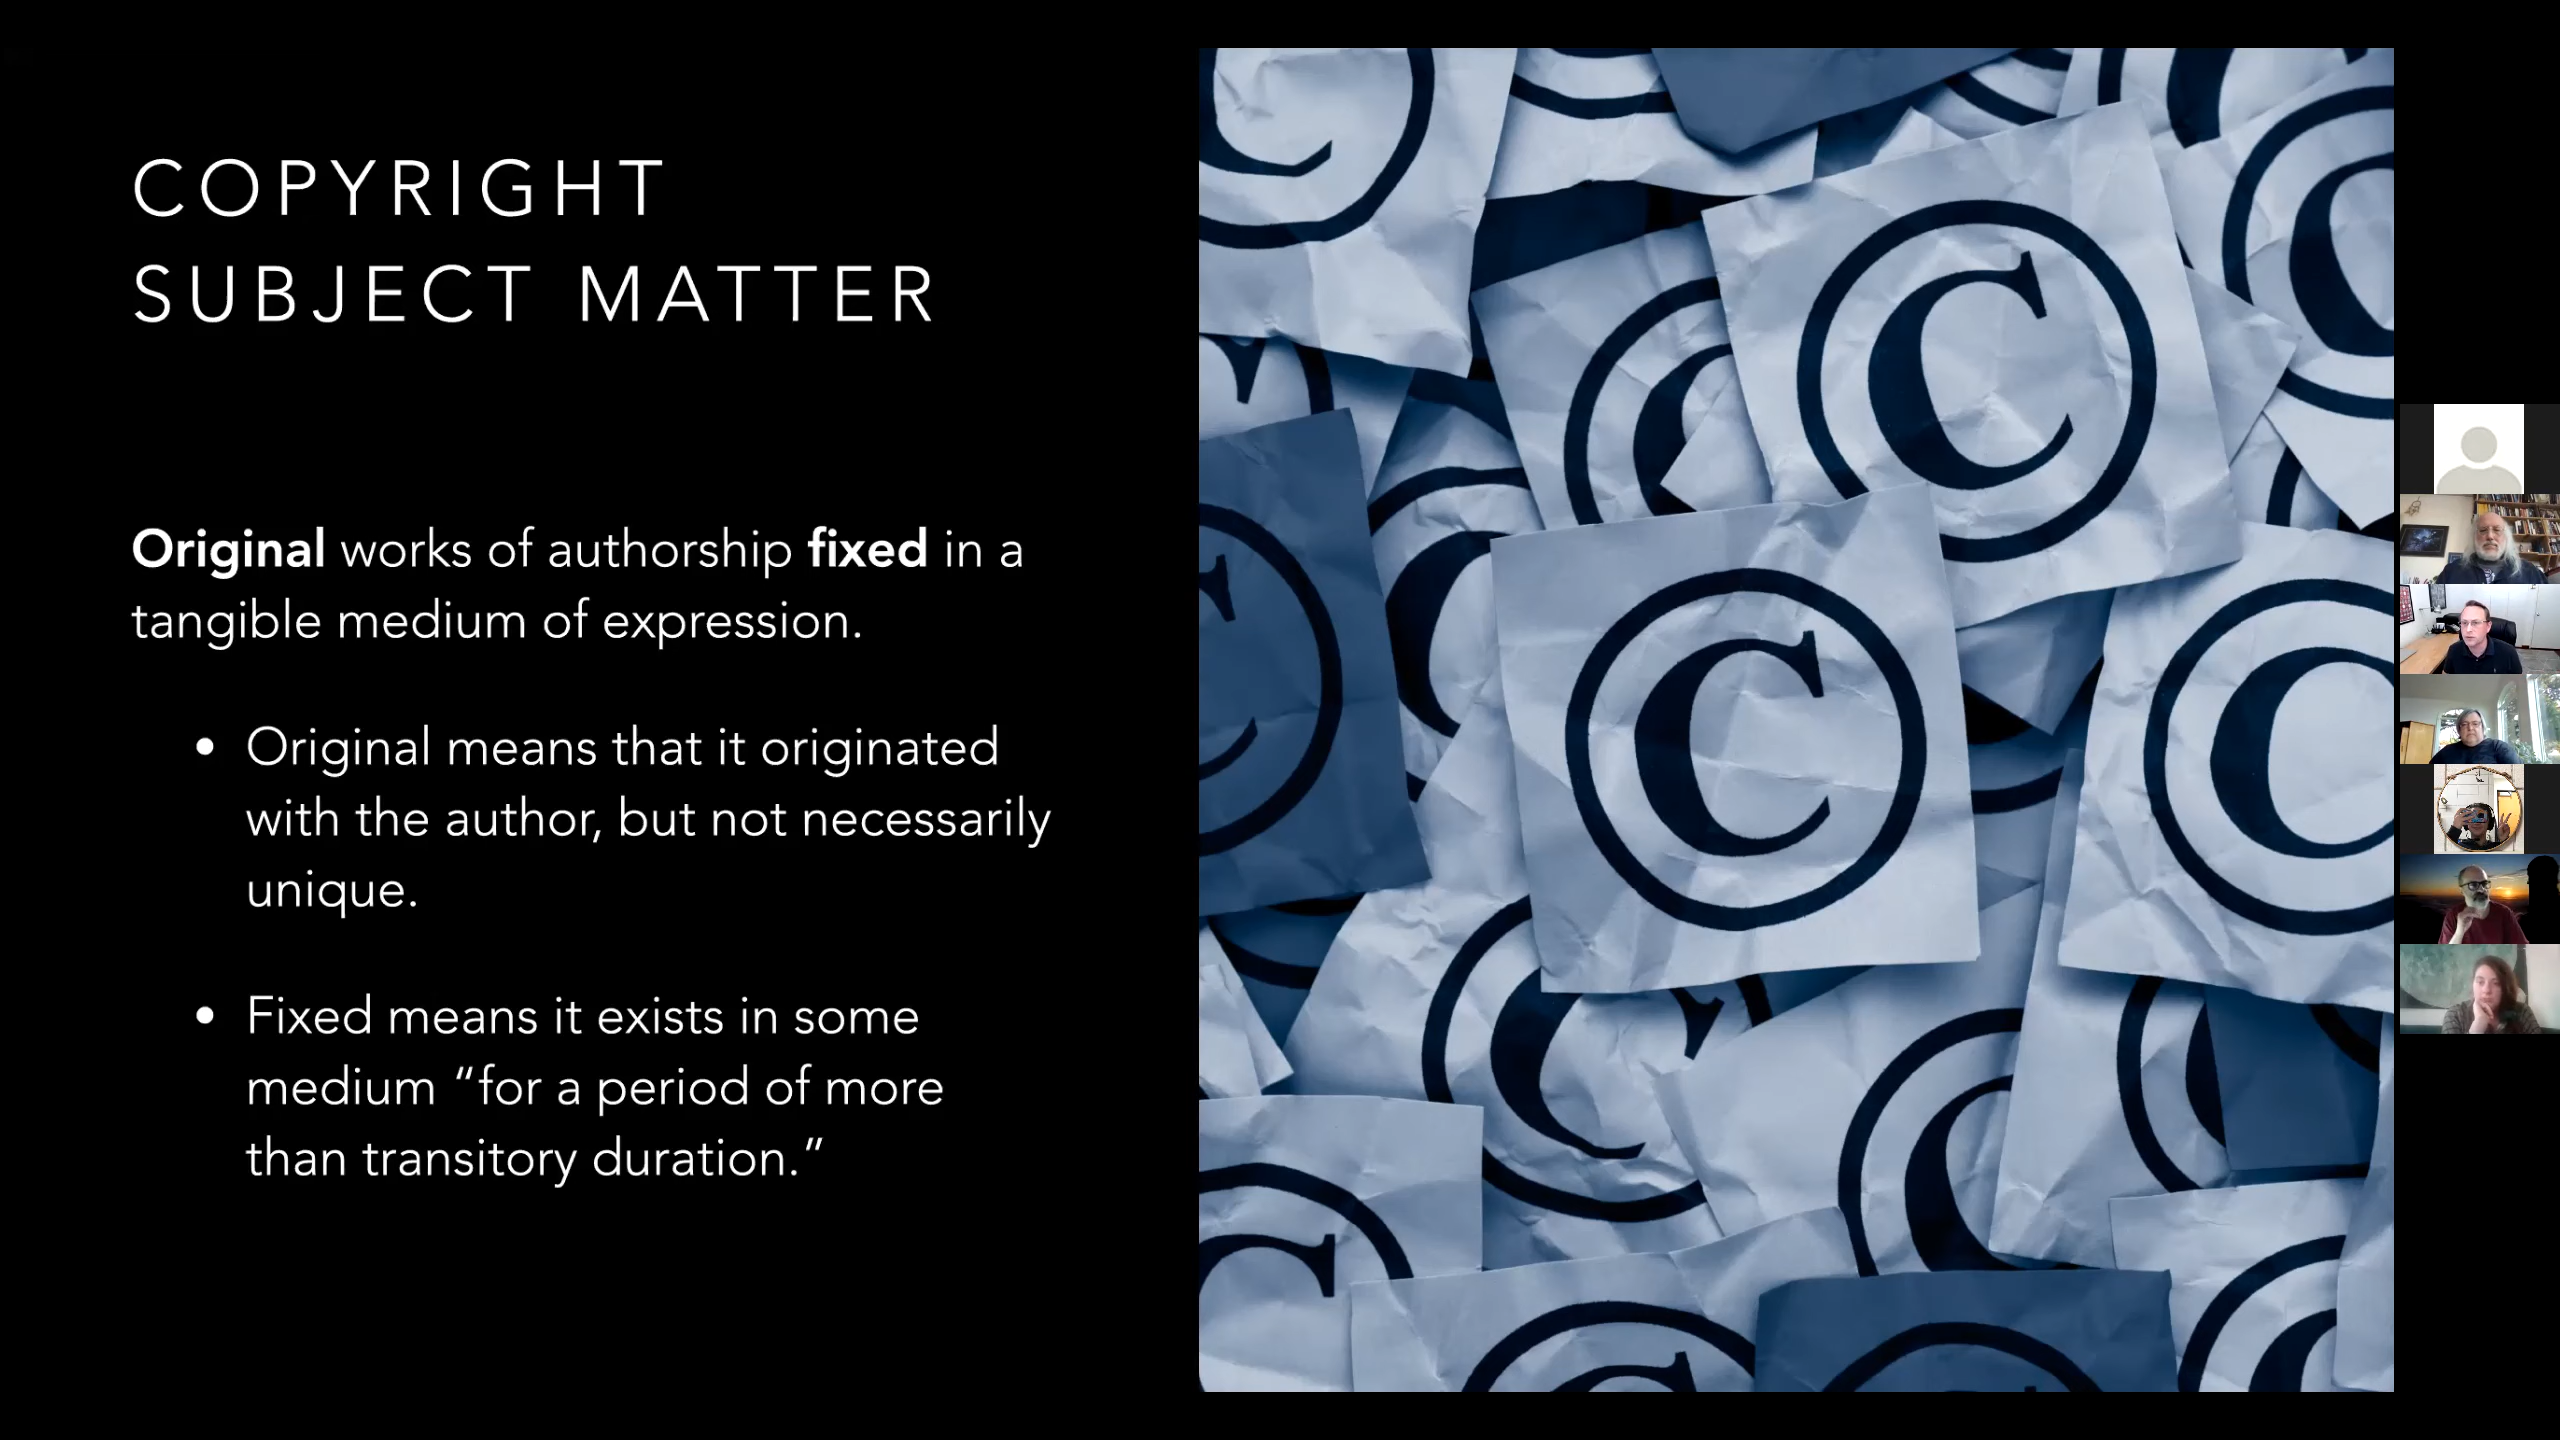 COPYRIGHT
SUBJECT MATTER
Original works of authorship fixed in a
tangible medium of expression.
• Original means that it originated
with the author, but not necessarily
unique.
• Fixed means it exists in some
medium “for a period of more
than transitory duration.”